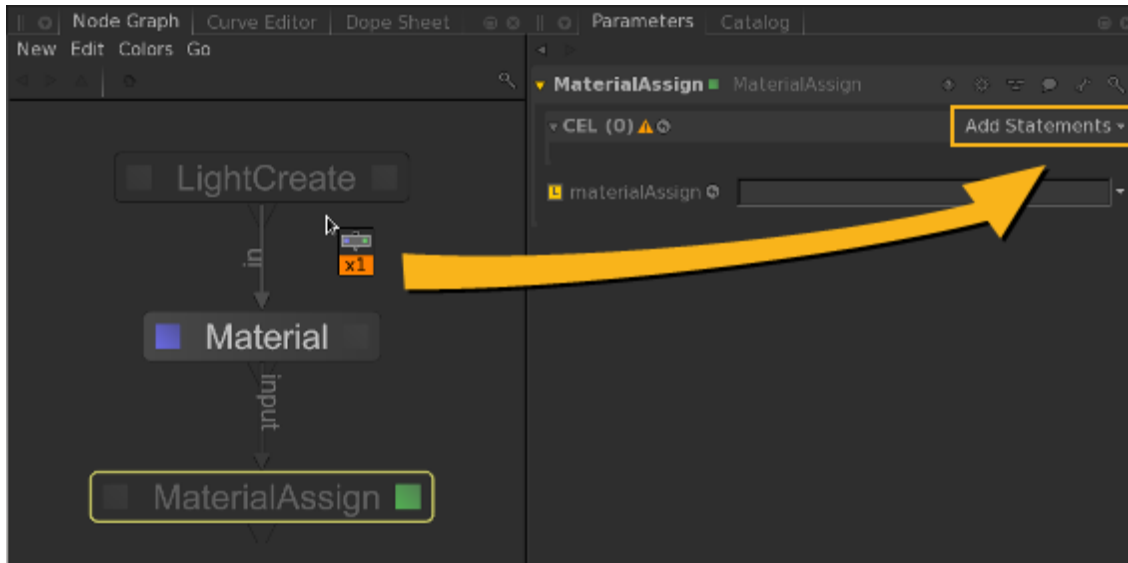 Node Graph Curve Editor Dope Sheet
New Edit Colors Go
LightCreate
in
x1
Material
input
MaterialAssign
Parameters Catalog
MaterialAssign MaterialAssign
CEL (0) Add Statements
L materialAssign